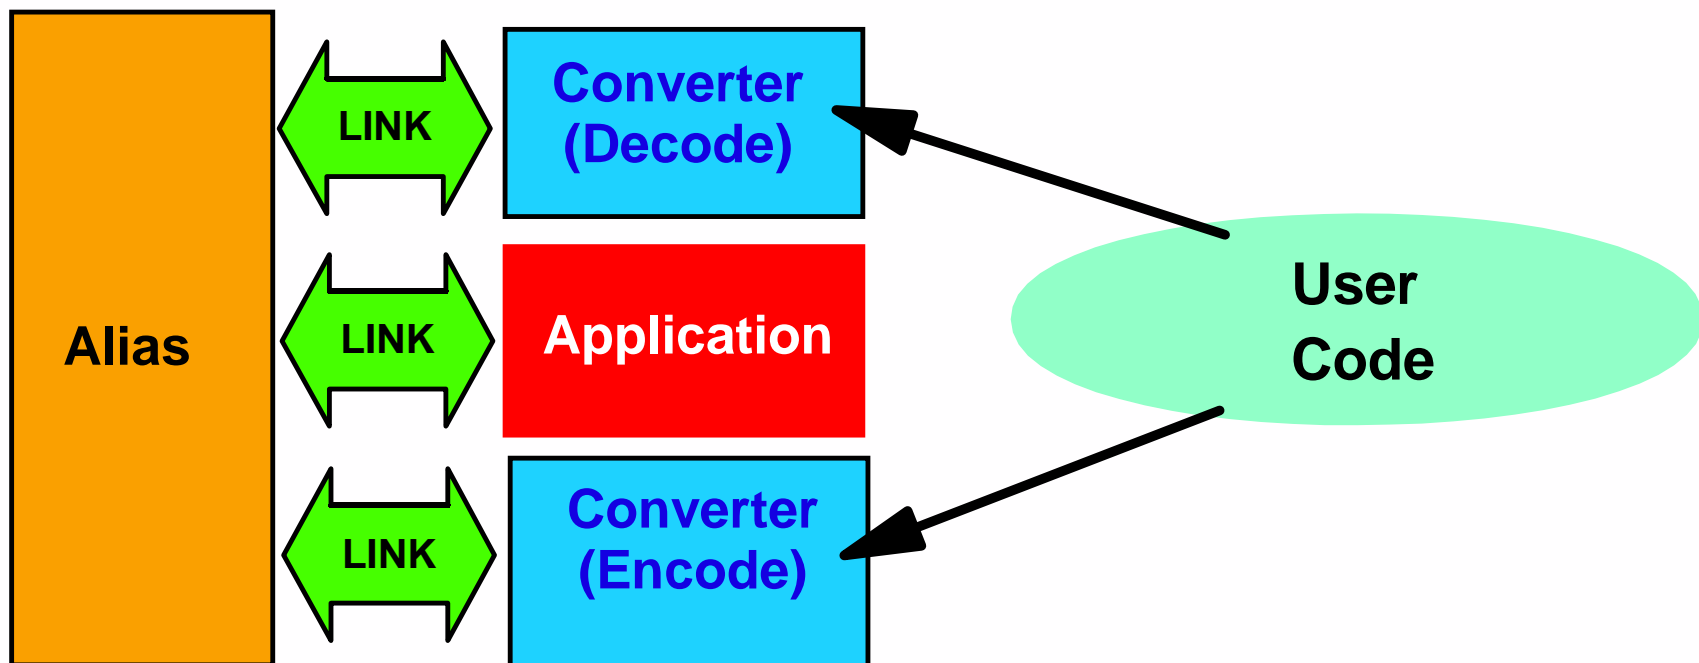 Alias
LINK
Converter
(Decode)
LINK
Application
LINK
Converter
(Encode)
User
Code